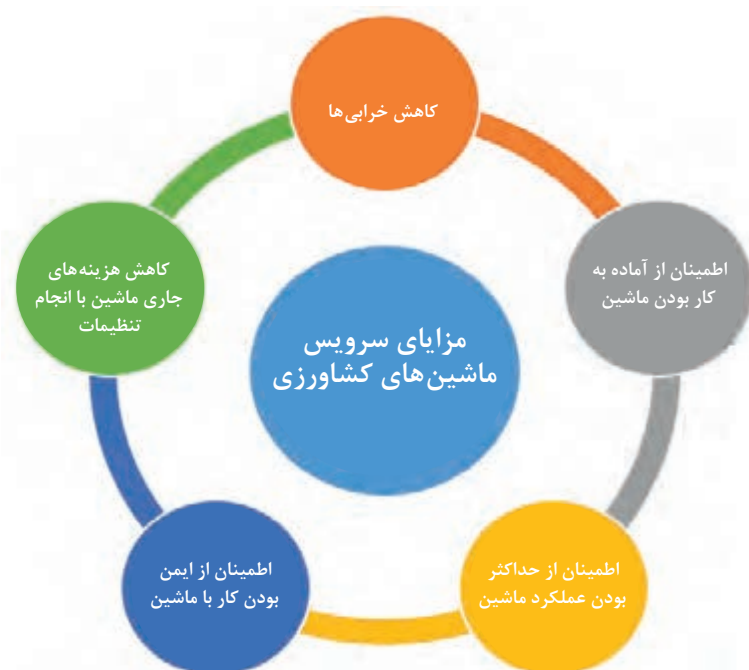 کاهش خرابی‌ها
اطمینان از آماده به
کار بودن ماشین
کاهش هزینه‌های
جاری ماشین با انجام
تنظیمات
مزایای سرویس
ماشین‌های کشاورزی
اطمینان از حداکثر
بودن عملکرد ماشین
اطمینان از ایمن
بودن کار با ماشین